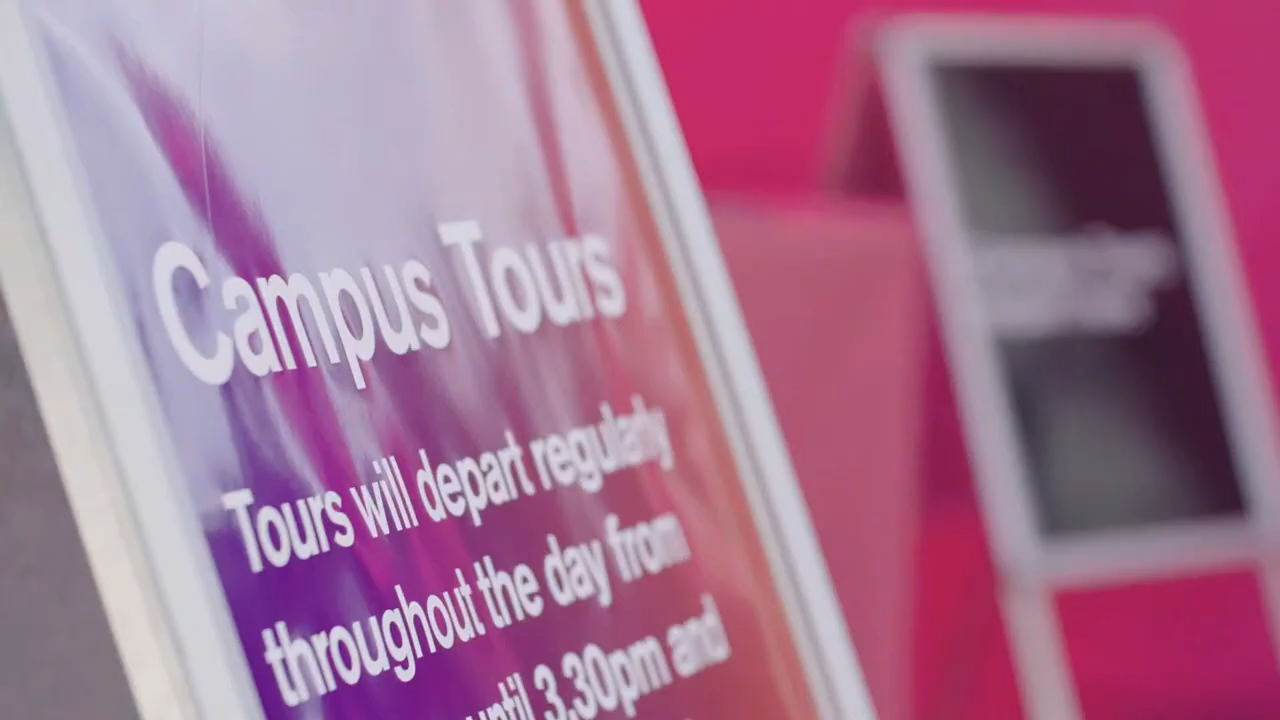 Campus Tours
Tours will depart regularly
throughout the day from
until 3.30pm and